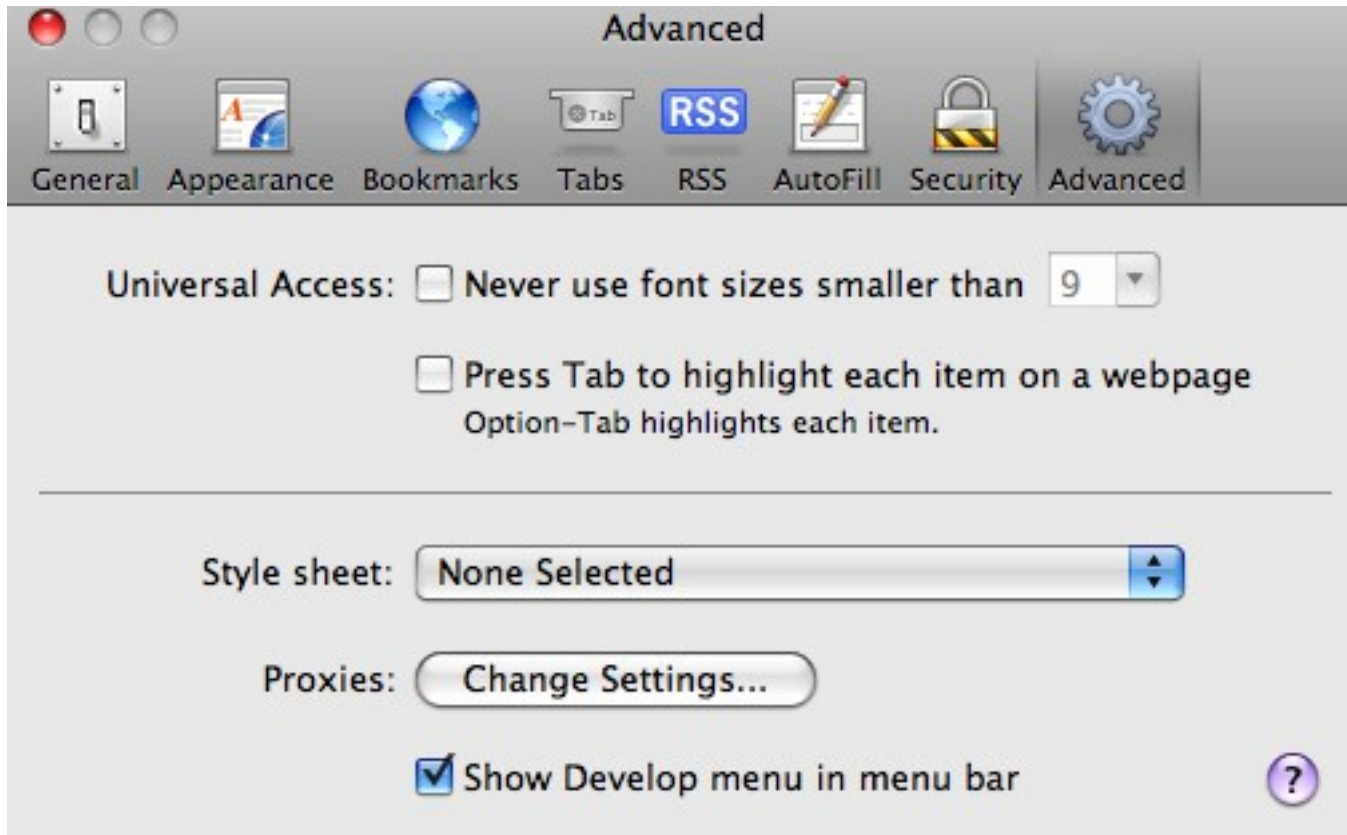 Advanced
Tab
RSS
General Appearance Bookmarks Tabs RSS AutoFill Security Advanced
Universal Access: Never use font sizes smaller than 9
Press Tab to highlight each item on a webpage
Option-Tab highlights each item.
Style sheet: None Selected
Proxies: Change Settings...
Show Develop menu in menu bar
?